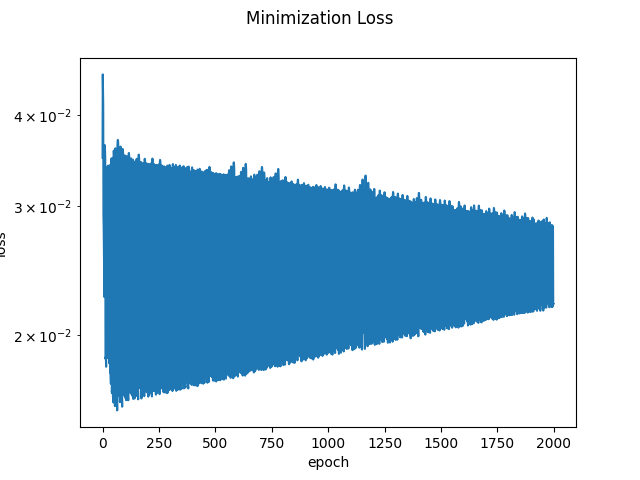 Minimization Loss
4 × 10⁻²
3 × 10⁻²
2 × 10⁻²
loss
0 250 500 750 1000 1250 1500 1750 2000
epoch